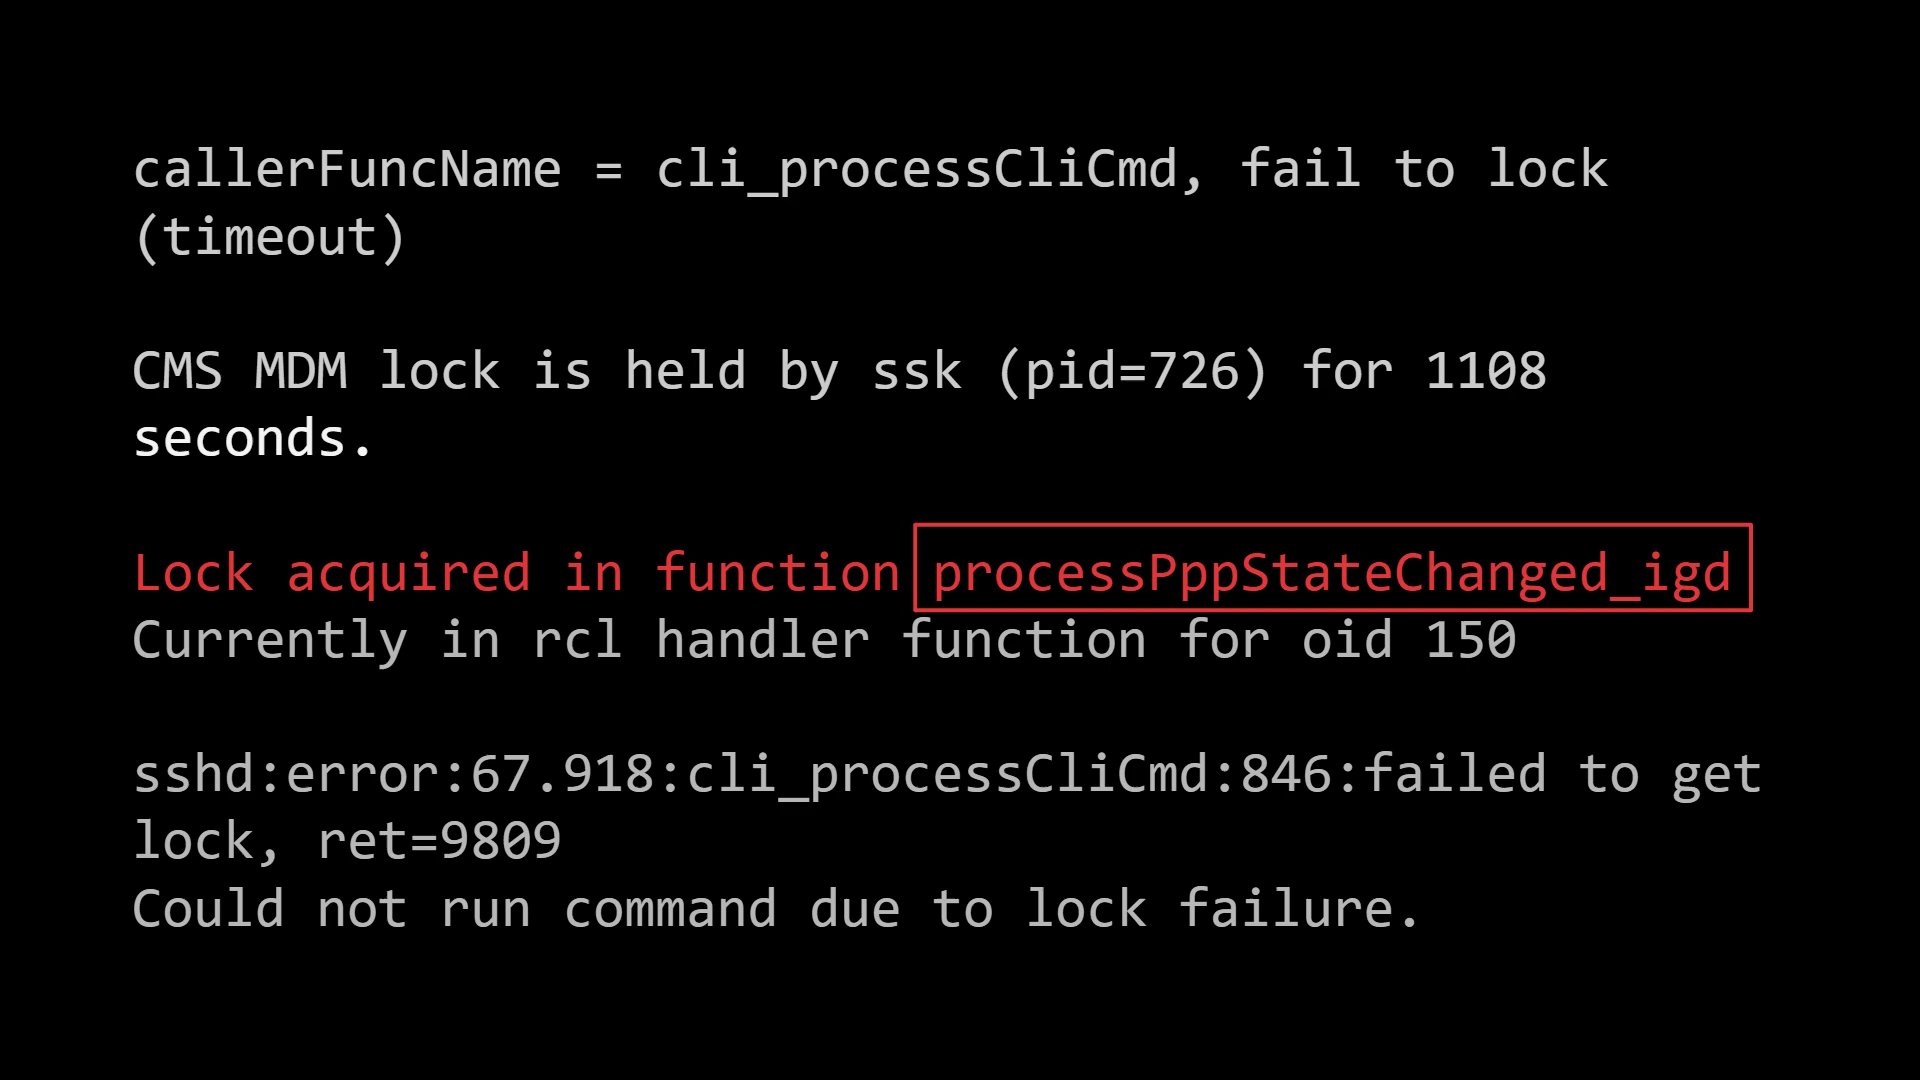 callerFuncName = cli_processCliCmd, fail to lock
(timeout)
CMS MDM lock is held by ssk (pid=726) for 1108
seconds.
Lock acquired in function processPppStateChanged_igd
Currently in rcl handler function for oid 150
sshd:error:67.918:cli_processCliCmd:846:failed to get
lock, ret=9809
Could not run command due to lock failure.